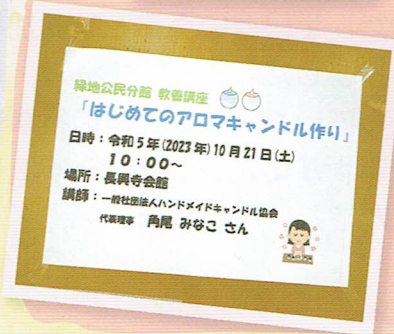 緑地公民分館 教養講座
「はじめてのアロマキャンドル作り」
日時：令和５年(2023年)10月21日(土)
１０：００～
場所：長興寺会館
講師：一般社団法人ハンドメイドキャンドル協会
代表理事 角尾 みなこ さん